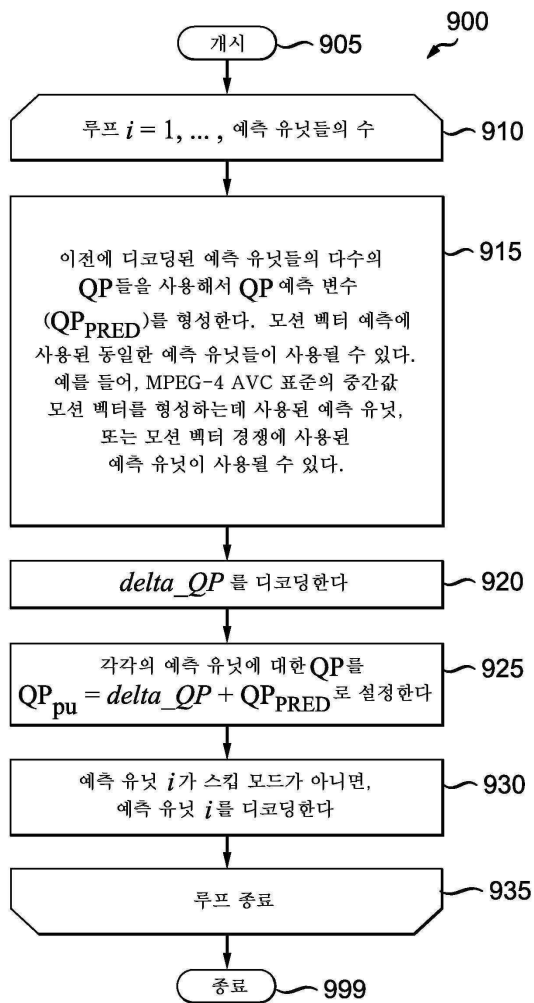 900
개시 905
루프 i = 1, ... , 예측 유닛들의 수 910
915
이전에 디코딩된 예측 유닛들의 다수의
QP들을 사용해서 QP 예측 변수
(QP_PRED)를 형성한다. 모션 벡터 예측에
사용된 동일한 예측 유닛들이 사용될 수 있다.
예를 들어, MPEG-4 AVC 표준의 중간값
모션 벡터를 형성하는데 사용된 예측 유닛,
또는 모션 벡터 경쟁에 사용된
예측 유닛이 사용될 수 있다.
delta_QP 를 디코딩한다 920
각각의 예측 유닛에 대한 QP를 925
QP_pu = delta_QP + QP_PRED로 설정한다
예측 유닛 i가 스킵 모드가 아니면, 930
예측 유닛 i를 디코딩한다
루프 종료 935
종료 999